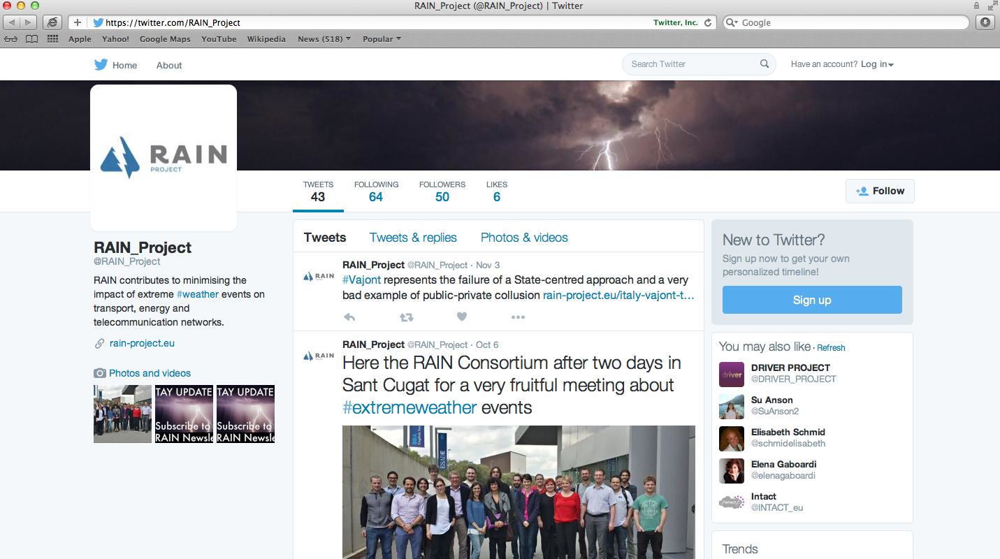 RAIN_Project (@RAIN_Project) | Twitter
https://twitter.com/RAIN_Project
Twitter, Inc.
Google
Apple Yahoo! Google Maps YouTube Wikipedia News (518) Popular
Home About
Search Twitter
Have an account? Log in
RAIN
PROJECT
TWEETS FOLLOWING FOLLOWERS LIKES
43 64 50 6
Follow
RAIN_Project
@RAIN_Project
RAIN contributes to minimising the
impact of extreme #weather events on
transport, energy and
telecommunication networks.
rain-project.eu
Photos and videos
TAY UPDATE
Subscribe to
RAIN Newsle
TAY UPDATE
Subscribe to
RAIN Newsle
Tweets Tweets & replies Photos & videos
RAIN
RAIN_Project @RAIN_Project · Nov 3
#Vajont represents the failure of a State-centred approach and a very
bad example of public-private collusion rain-project.eu/italy-vajont-t…
RAIN
RAIN_Project @RAIN_Project · Oct 6
Here the RAIN Consortium after two days in
Sant Cugat for a very fruitful meeting about
#extremeweather events
BBA
English
ESADE
New to Twitter?
Sign up now to get your own
personalized timeline!
Sign up
You may also like · Refresh
driver
DRIVER PROJECT
@DRIVER_PROJECT
Su Anson
@SuAnson2
Elisabeth Schmid
@schmidelisabeth
Elena Gaboardi
@elenagaboardi
INTACT
Intact
@INTACT_eu
Trends